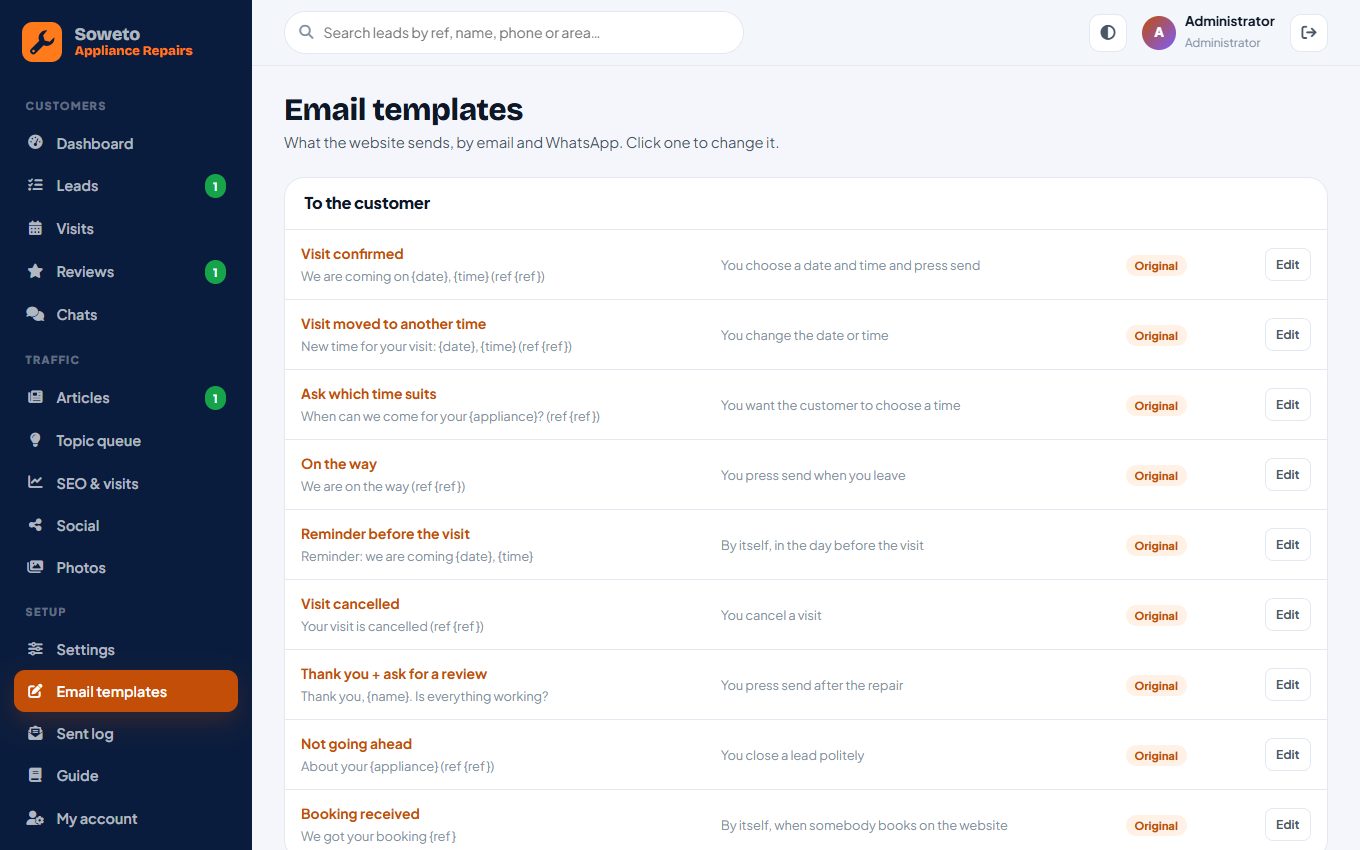 Soweto
Appliance Repairs
CUSTOMERS
Dashboard
Leads 1
Visits
Reviews 1
Chats
TRAFFIC
Articles 1
Topic queue
SEO & visits
Social
Photos
SETUP
Settings
Email templates
Sent log
Guide
My account
Search leads by ref, name, phone or area...
A
Administrator
Administrator
Email templates
What the website sends, by email and WhatsApp. Click one to change it.
To the customer
Visit confirmed
We are coming on {date}, {time} (ref {ref})
You choose a date and time and press send
Original
Edit
Visit moved to another time
New time for your visit: {date}, {time} (ref {ref})
You change the date or time
Original
Edit
Ask which time suits
When can we come for your {appliance}? (ref {ref})
You want the customer to choose a time
Original
Edit
On the way
We are on the way (ref {ref})
You press send when you leave
Original
Edit
Reminder before the visit
Reminder: we are coming {date}, {time}
By itself, in the day before the visit
Original
Edit
Visit cancelled
Your visit is cancelled (ref {ref})
You cancel a visit
Original
Edit
Thank you + ask for a review
Thank you, {name}. Is everything working?
You press send after the repair
Original
Edit
Not going ahead
About your {appliance} (ref {ref})
You close a lead politely
Original
Edit
Booking received
We got your booking {ref}
By itself, when somebody books on the website
Original
Edit